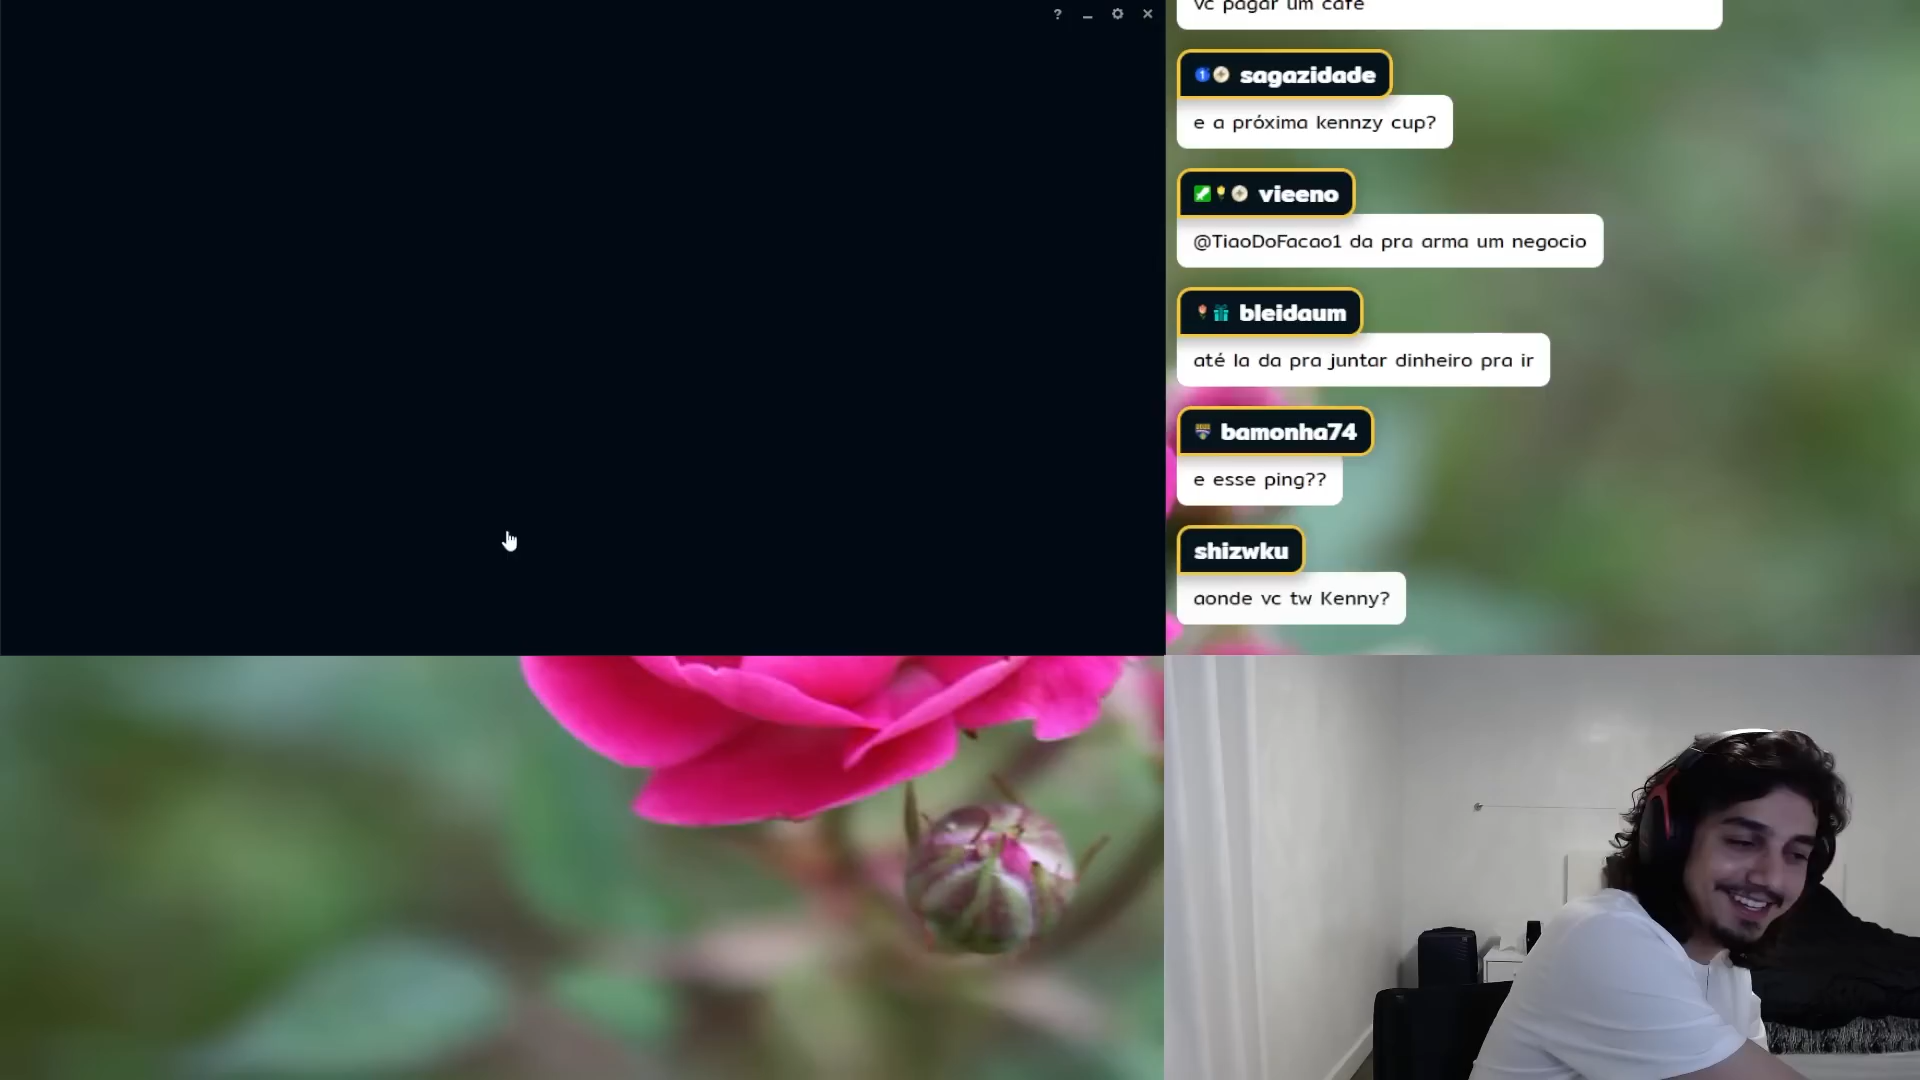 vc pagar um café
sagazidade
e a próxima kennzy cup?
vieeno
@TiaoDoFacao1 da pra arma um negocio
bleidaum
até la da pra juntar dinheiro pra ir
bamonha74
e esse ping??
shizwku
aonde vc tw Kenny?